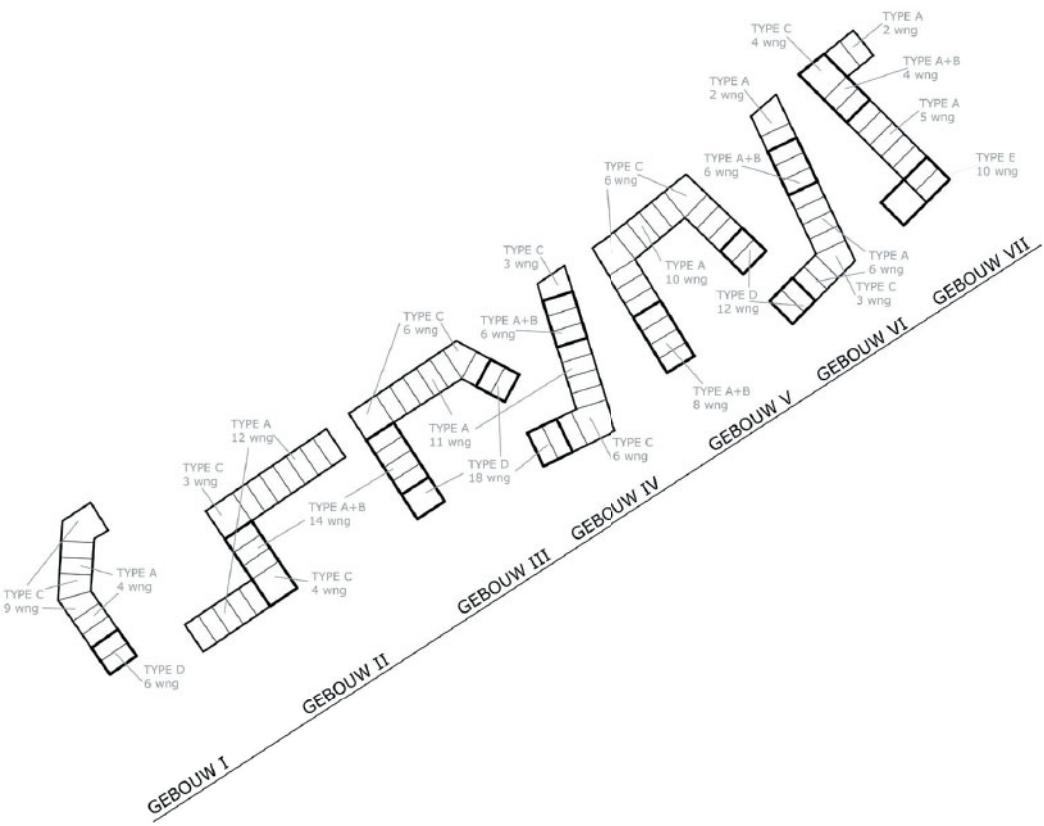 TYPE A
2 wng
TYPE C
4 wng
TYPE A+B
4 wng
TYPE A
5 wng
TYPE E
10 wng
TYPE A
2 wng
TYPE A+B
6 wng
TYPE A
6 wng
TYPE C
3 wng
TYPE C
6 wng
TYPE A
10 wng
TYPE D
12 wng
TYPE A+B
8 wng
TYPE C
3 wng
TYPE A+B
6 wng
TYPE C
6 wng
TYPE C
6 wng
TYPE A
11 wng
TYPE D
18 wng
TYPE A
12 wng
TYPE C
3 wng
TYPE A+B
14 wng
TYPE C
4 wng
TYPE A
4 wng
TYPE C
9 wng
TYPE D
6 wng
GEBOUW I
GEBOUW II
GEBOUW III
GEBOUW IV
GEBOUW V
GEBOUW VI
GEBOUW VII